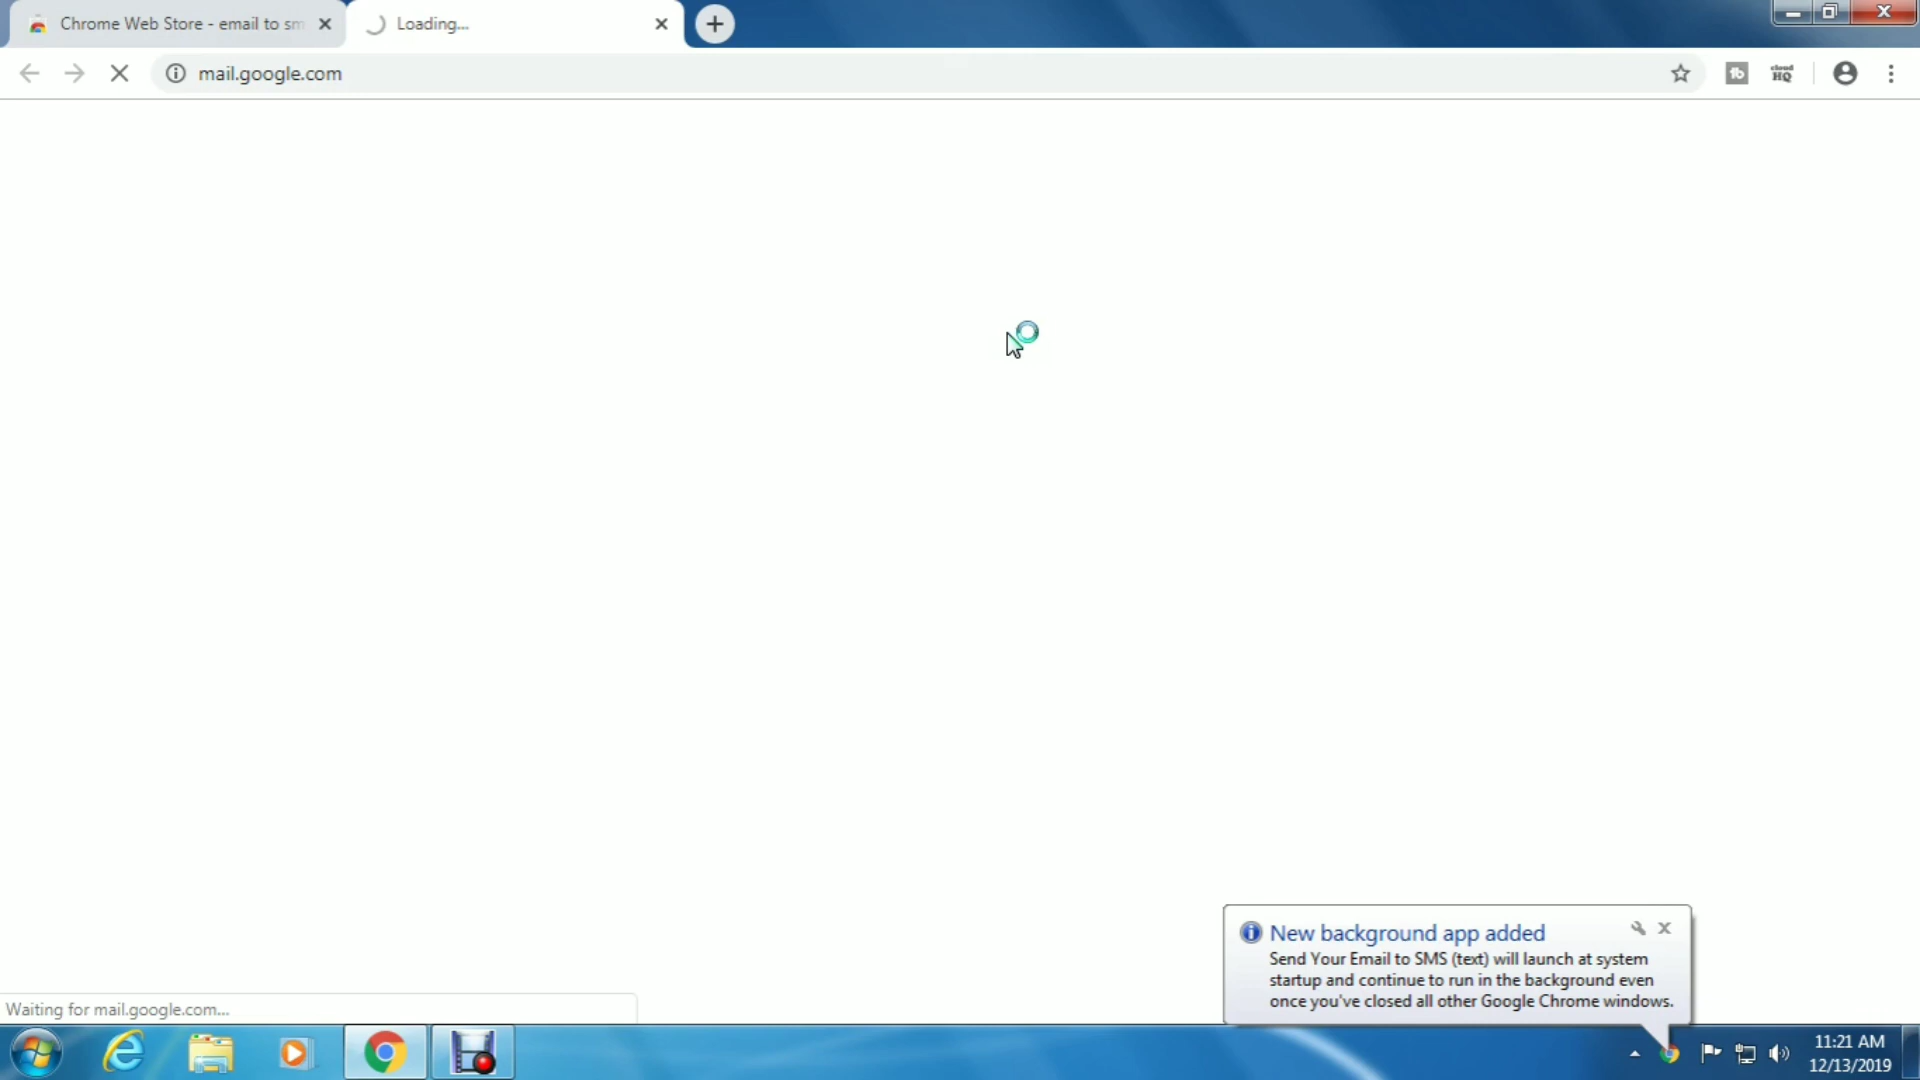 Chrome Web Store - email to sm
Loading...
mail.google.com
cloud
HQ
New background app added
Send Your Email to SMS (text) will launch at system
startup and continue to run in the background even
once you've closed all other Google Chrome windows.
Waiting for mail.google.com...
11:21 AM
12/13/2019